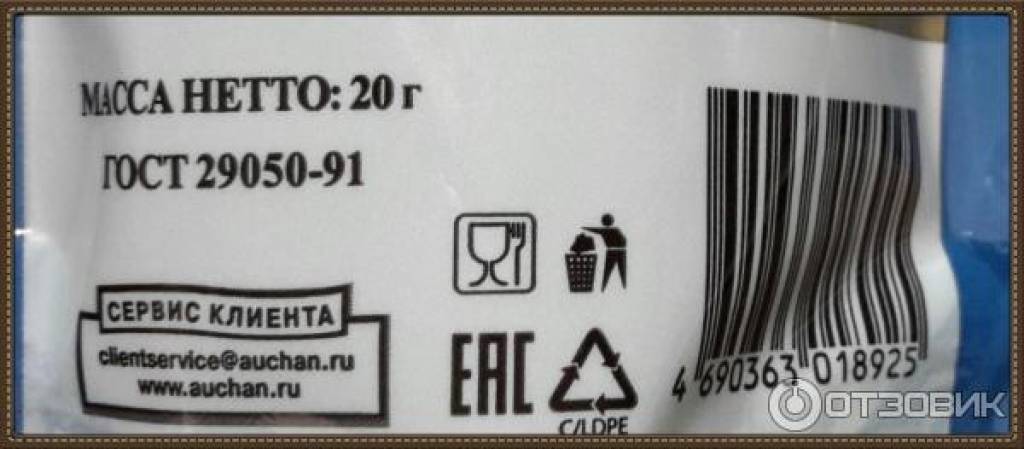 МАССА НЕТТО: 20 г
ГОСТ 29050-91
СЕРВИС КЛИЕНТА
clientservice@auchan.ru
www.auchan.ru
EAC
C/LDPE
4 690363 018925
ОТЗОВИК